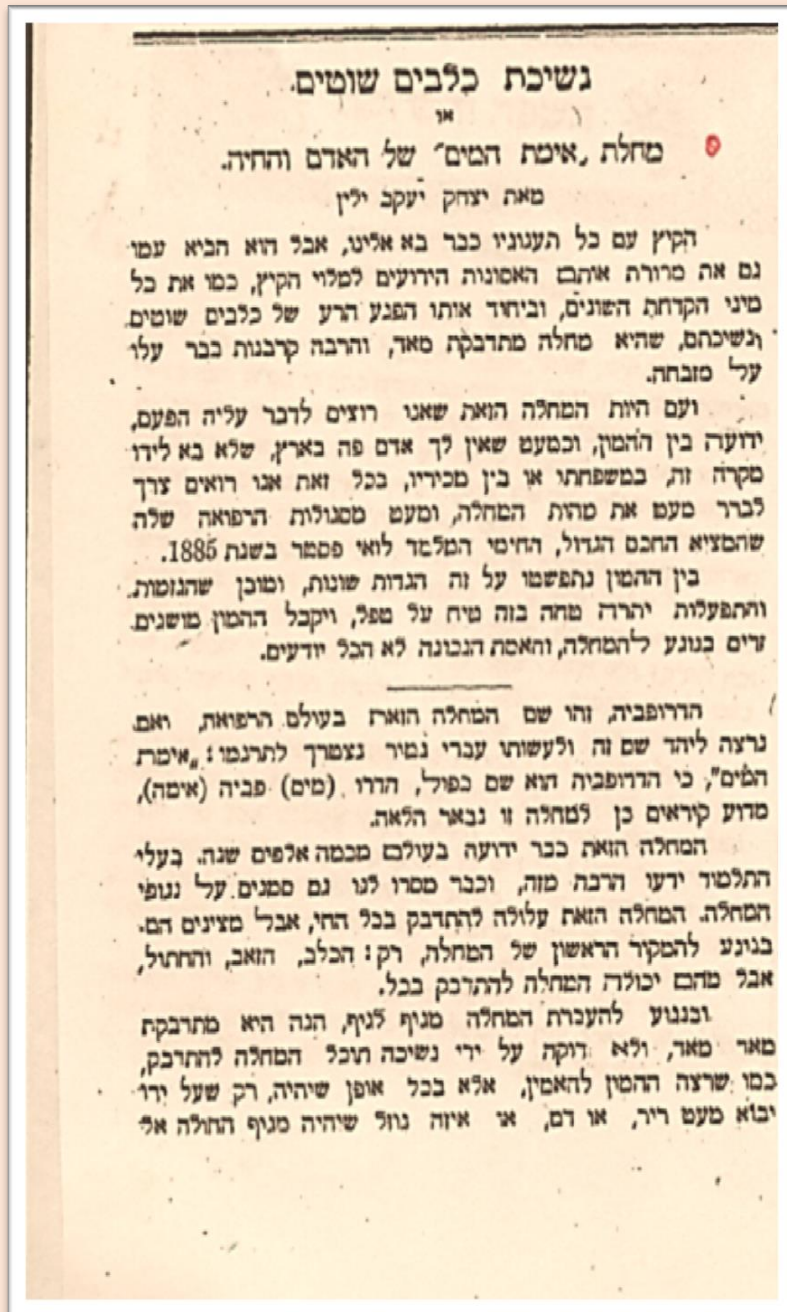 נשיכת כלבים שוטים.
או
מחלת „אימת המים" של האדם והחיה.
מאת יצחק יעקב ילין
הקיץ עם כל תענוגיו כבר בא אלינו, אבל הוא הביא עמו
גם את מרורת אותם האסונות הידועים למלוי הקיץ, כמו את כל
מיני הקדחת השונים, וביחוד אותו הפגע הרע של כלבים שוטים
ונשיכתם, שהיא מחלה מתדבקת מאד, והרבה קרבנות כבר עלו
על מזבחה.
ועם היות המחלה הזאת שאנו רוצים לדבר עליה הפעם,
ידועה בין ההמון, וכמעט שאין לך אדם פה בארץ, שלא בא לידו
מקרה זה, במשפחתו או בין מכיריו, בכל זאת אנו רואים צרך
לברר מעט את מהות המחלה, ומעט מסגולות הרפואה שלה
שהמציא החכם הגדול, החימי המלמד לואי פסטר בשנת 1885.
בין ההמון נתפשטו על זה הגדות שונות, ומובן שהגזמות
והתפעלות יתרה טחה בזה טיח על טפל, ויקבל ההמון מושגים
זרים בנוגע להמחלה, והאמת הנכונה לא הכל יודעים.
הדרופביה, זהו שם המחלה הזאת בעולם הרפואה, ואם
נרצה ליהד שם זה ולעשותו עברי גמור נצטרך לתרגמו: „אימת
המים", כי הדרופביה הוא שם כפול, הדרו (מים) פביה (אימה),
מדוע קוראים כן למחלה זו נבאר הלאה.
המחלה הזאת כבר ידועה בעולם מכמה אלפים שנה. בעלי
התלמוד ידעו הרבה מזה, וכבר מסרו לנו גם סמנים על נגופי
המחלה. המחלה הזאת עלולה להתדבק בכל החי, אבל מצינים הם
בנוגע להמקור הראשון של המחלה, רק: הכלב, הזאב, והחתול,
אבל מהם יכולה המחלה להתדבק בכל.
ובנגוע להעברת המחלה מגוף לגוף, הנה היא מתדבקת
מאד מאד, ולא דוקה על ידי נשיכה תוכל המחלה להתדבק,
כמו שרצה ההמון להאמין, אלא בכל אופן שיהיה, רק שעל ידו
יבוא מעט ריר, או דם, או איזה נוזל שיהיה מגוף החולה אל